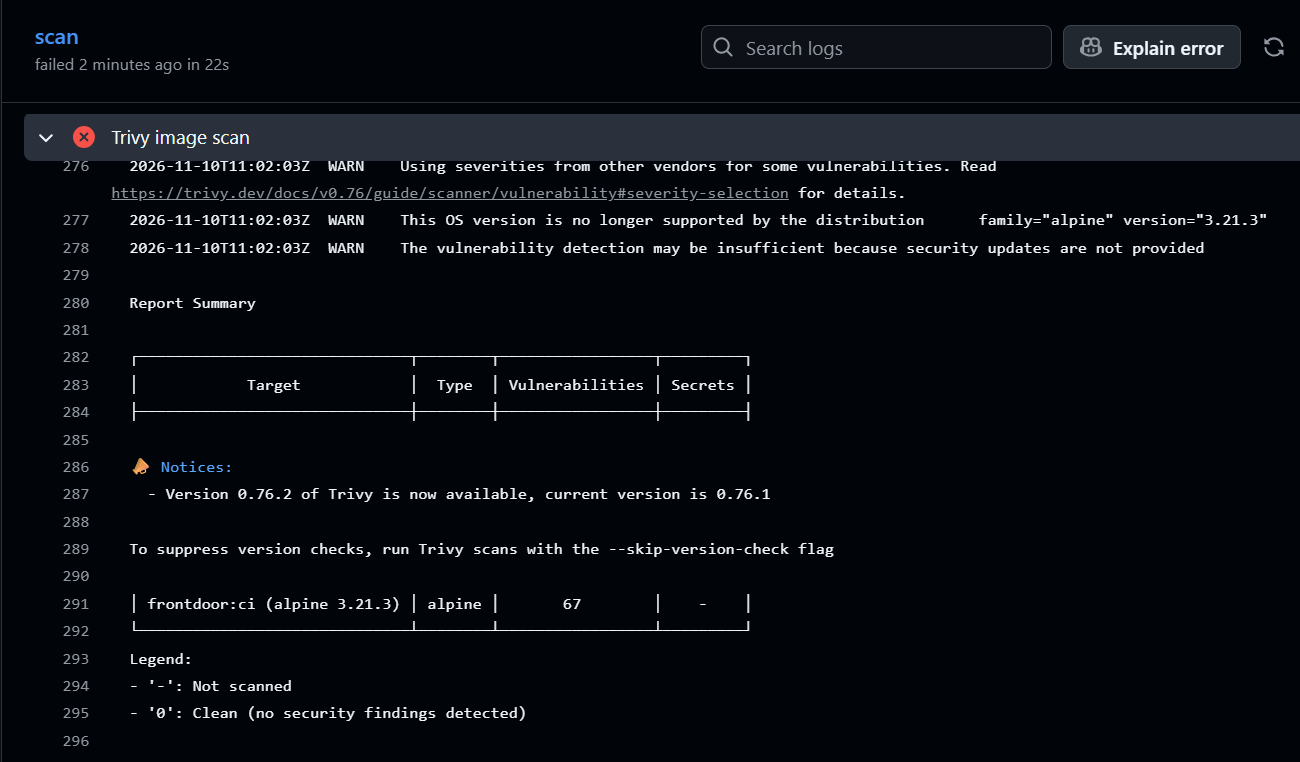 scan
failed 2 minutes ago in 22s
Search logs
Explain error
Trivy image scan
276 2026-11-10T11:02:03Z WARN Using severities from other vendors for some vulnerabilities. Read
https://trivy.dev/docs/v0.76/guide/scanner/vulnerability#severity-selection for details.
277 2026-11-10T11:02:03Z WARN This OS version is no longer supported by the distribution family="alpine" version="3.21.3"
278 2026-11-10T11:02:03Z WARN The vulnerability detection may be insufficient because security updates are not provided
279
280 Report Summary
281
282
283 │ Target │ Type │ Vulnerabilities │ Secrets │
284
285
286 📣 Notices:
287 - Version 0.76.2 of Trivy is now available, current version is 0.76.1
288
289 To suppress version checks, run Trivy scans with the --skip-version-check flag
290
291 │ frontdoor:ci (alpine 3.21.3) │ alpine │ 67 │ - │
292
293 Legend:
294 - '-': Not scanned
295 - '0': Clean (no security findings detected)
296